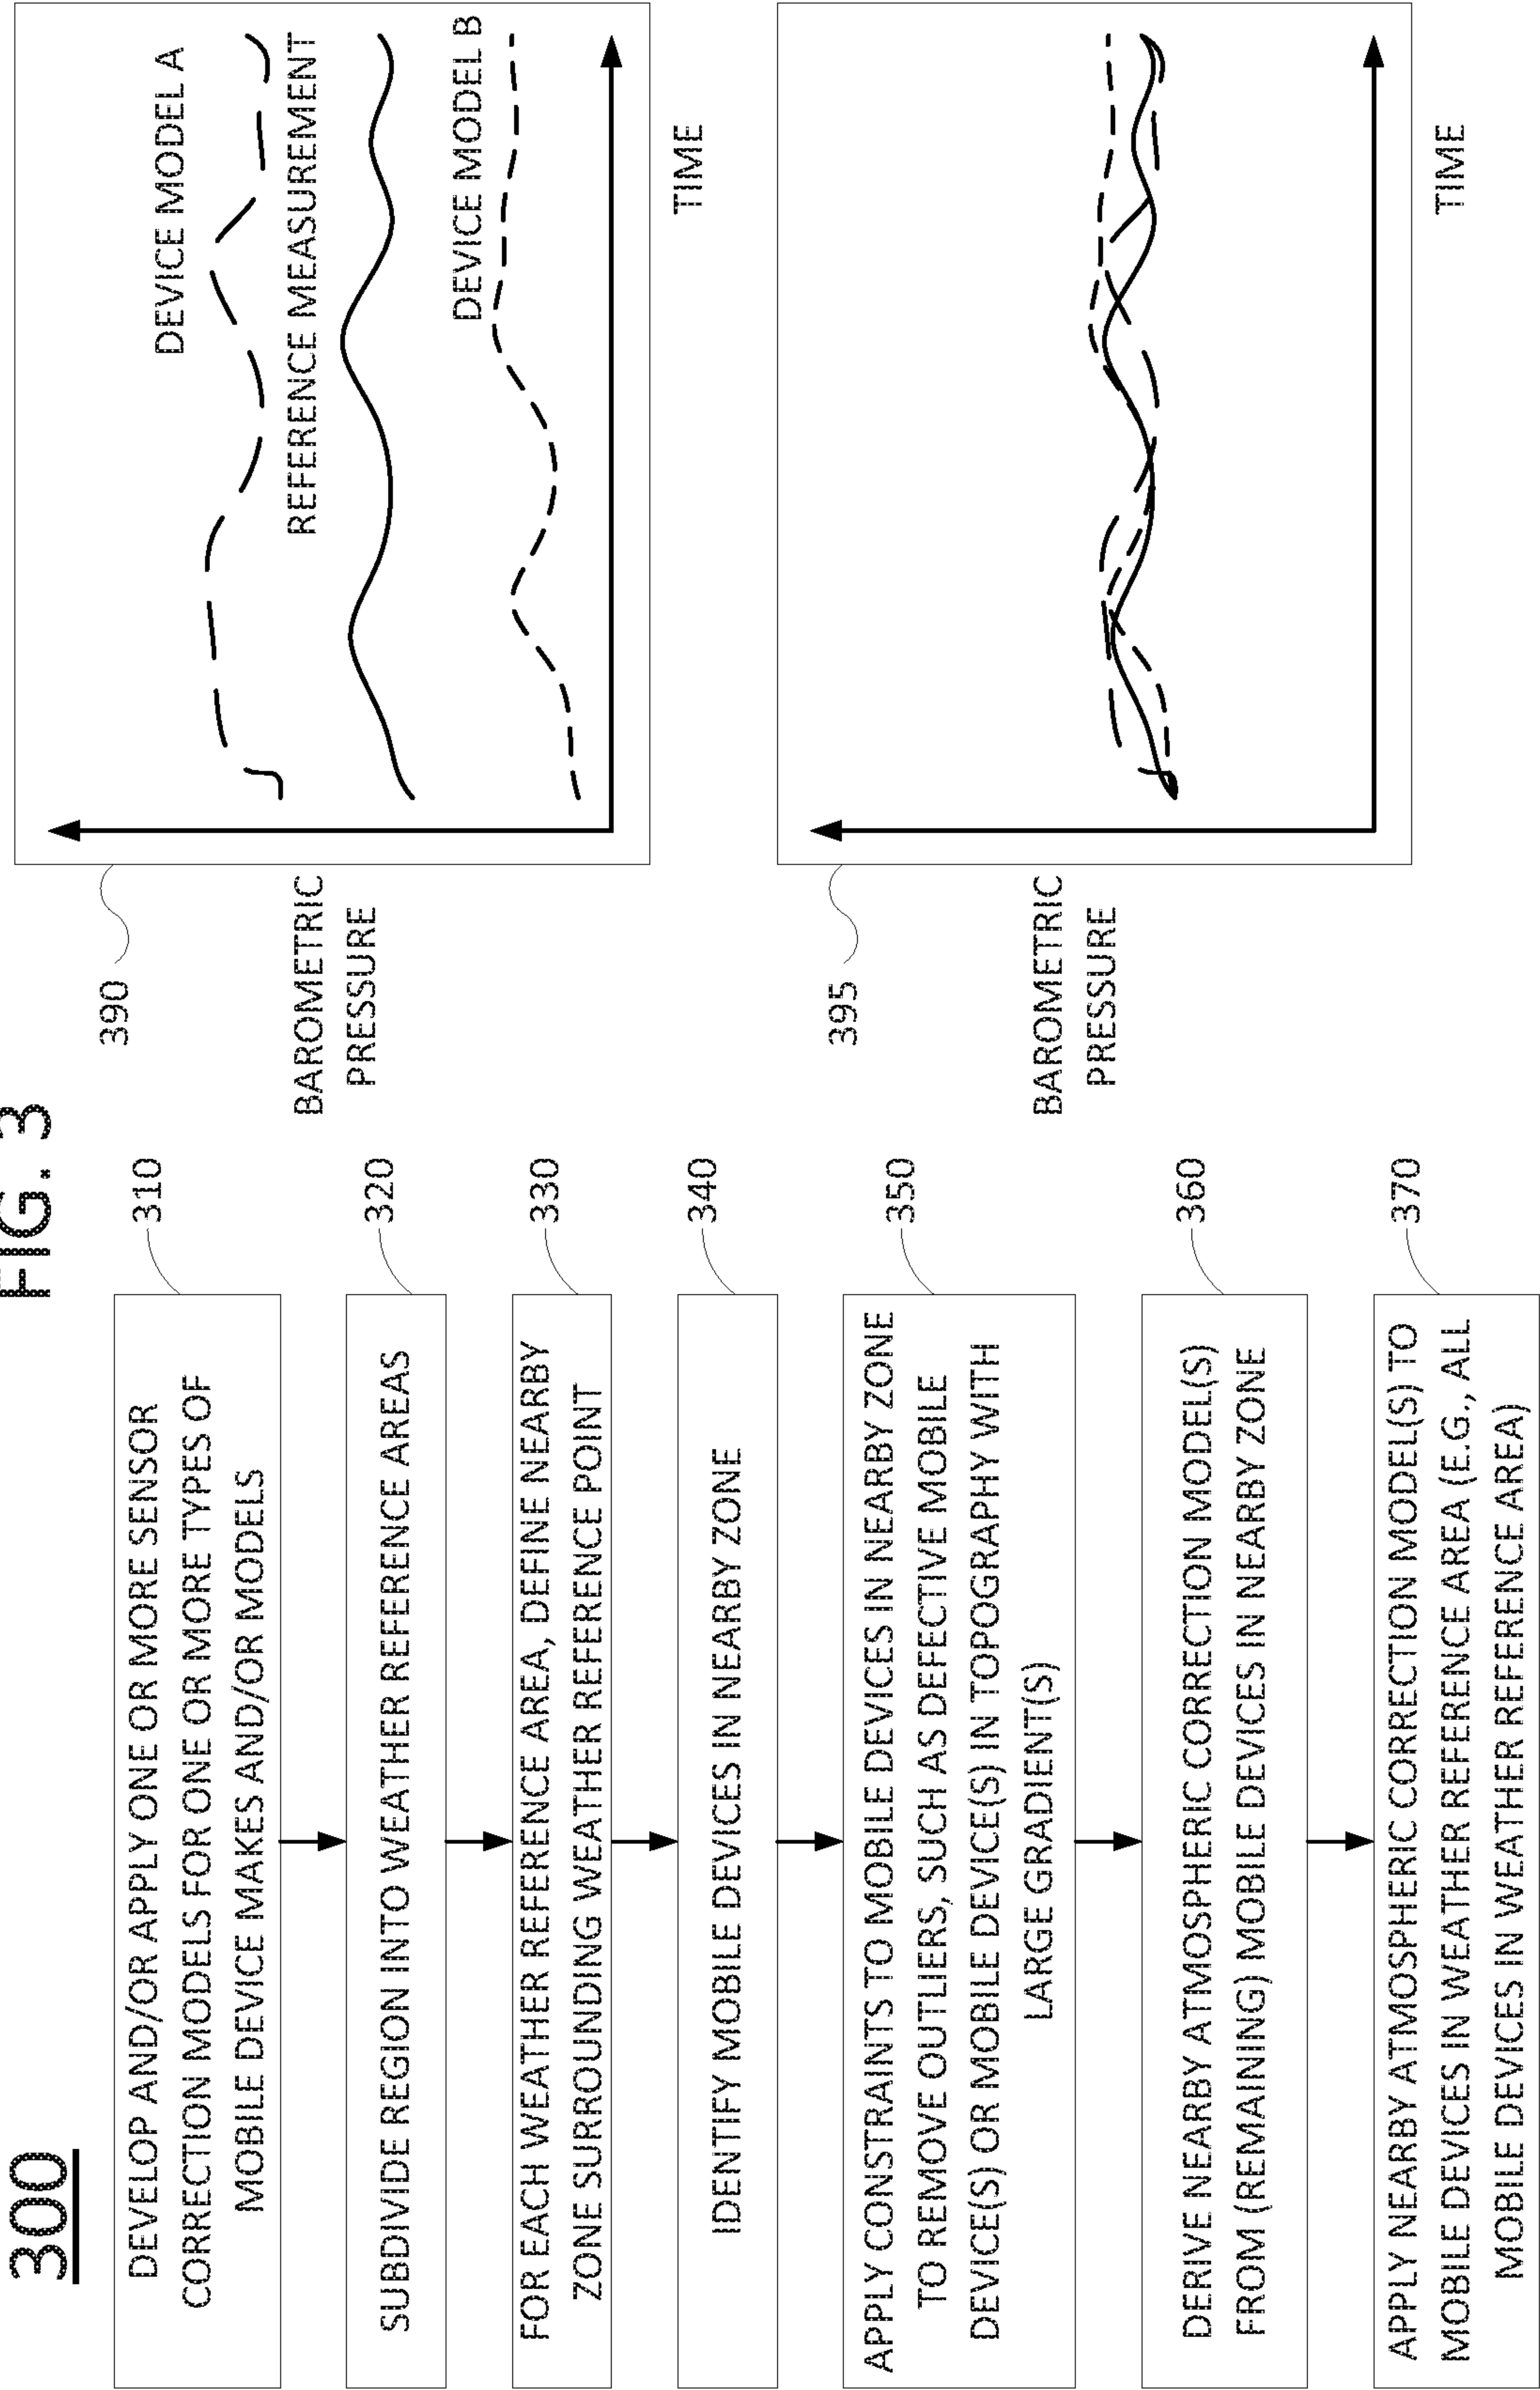 300
FIG. 3
DEVELOP AND/OR APPLY ONE OR MORE SENSOR
CORRECTION MODELS FOR ONE OR MORE TYPES OF
MOBILE DEVICE MAKES AND/OR MODELS
310
SUBDIVIDE REGION INTO WEATHER REFERENCE AREAS
320
FOR EACH WEATHER REFERENCE AREA, DEFINE NEARBY
ZONE SURROUNDING WEATHER REFERENCE POINT
330
IDENTIFY MOBILE DEVICES IN NEARBY ZONE
340
APPLY CONSTRAINTS TO MOBILE DEVICES IN NEARBY ZONE
TO REMOVE OUTLIERS, SUCH AS DEFECTIVE MOBILE
DEVICE(S) OR MOBILE DEVICE(S) IN TOPOGRAPHY WITH
LARGE GRADIENT(S)
350
DERIVE NEARBY ATMOSPHERIC CORRECTION MODEL(S)
FROM (REMAINING) MOBILE DEVICES IN NEARBY ZONE
360
APPLY NEARBY ATMOSPHERIC CORRECTION MODEL(S) TO
MOBILE DEVICES IN WEATHER REFERENCE AREA (E.G., ALL
MOBILE DEVICES IN WEATHER REFERENCE AREA)
370
390
BAROMETRIC
PRESSURE
DEVICE MODEL A
REFERENCE MEASUREMENT
DEVICE MODEL B
TIME
395
BAROMETRIC
PRESSURE
TIME